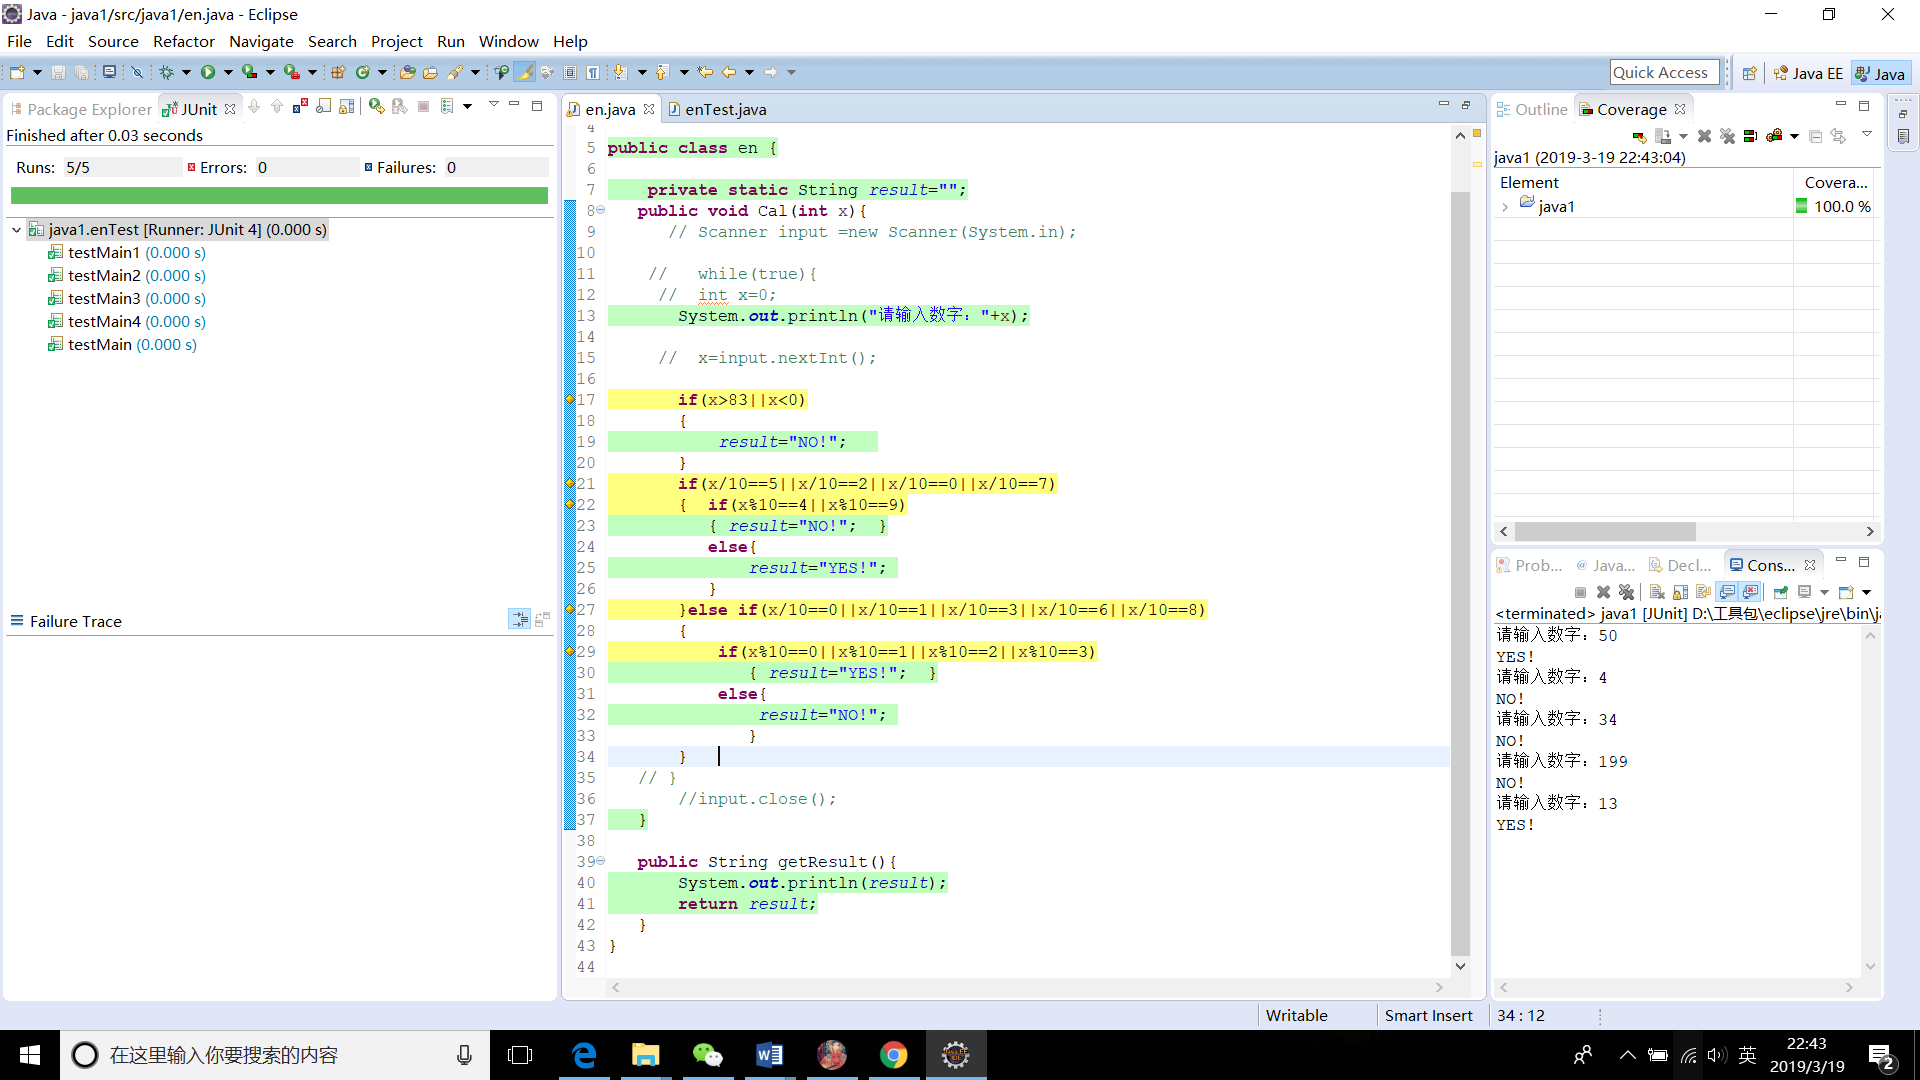 Java - java1/src/java1/en.java - Eclipse
File Edit Source Refactor Navigate Search Project Run Window Help
Quick Access
Java EE
Java
Package Explorer
JUnit
Finished after 0.03 seconds
Runs: 5/5 Errors: 0 Failures: 0
java1.enTest [Runner: JUnit 4] (0.000 s)
testMain1 (0.000 s)
testMain2 (0.000 s)
testMain3 (0.000 s)
testMain4 (0.000 s)
testMain (0.000 s)
Failure Trace
en.java
enTest.java
4
5 public class en {
6
7 private static String result="";
8 public void Cal(int x){
9 // Scanner input =new Scanner(System.in);
10
11 // while(true){
12 // int x=0;
13 System.out.println("请输入数字："+x);
14
15 // x=input.nextInt();
16
17 if(x>83||x<0)
18 {
19 result="NO!";
20 }
21 if(x/10==5||x/10==2||x/10==0||x/10==7)
22 { if(x%10==4||x%10==9)
23 { result="NO!"; }
24 else{
25 result="YES!";
26 }
27 }else if(x/10==0||x/10==1||x/10==3||x/10==6||x/10==8)
28 {
29 if(x%10==0||x%10==1||x%10==2||x%10==3)
30 { result="YES!"; }
31 else{
32 result="NO!";
33 }
34 }
35 // }
36 //input.close();
37 }
38
39 public String getResult(){
40 System.out.println(result);
41 return result;
42 }
43 }
44
Outline
Coverage
java1 (2019-3-19 22:43:04)
Element Covera...
java1 100.0 %
Prob...
@ Java...
Decl...
Cons...
<terminated> java1 [JUnit] D:\工具包\eclipse\jre\bin\j
请输入数字：50
YES!
请输入数字：4
NO!
请输入数字：34
NO!
请输入数字：199
NO!
请输入数字：13
YES!
Writable
Smart Insert
34 : 12
在这里输入你要搜索的内容
英
22:43
2019/3/19
2